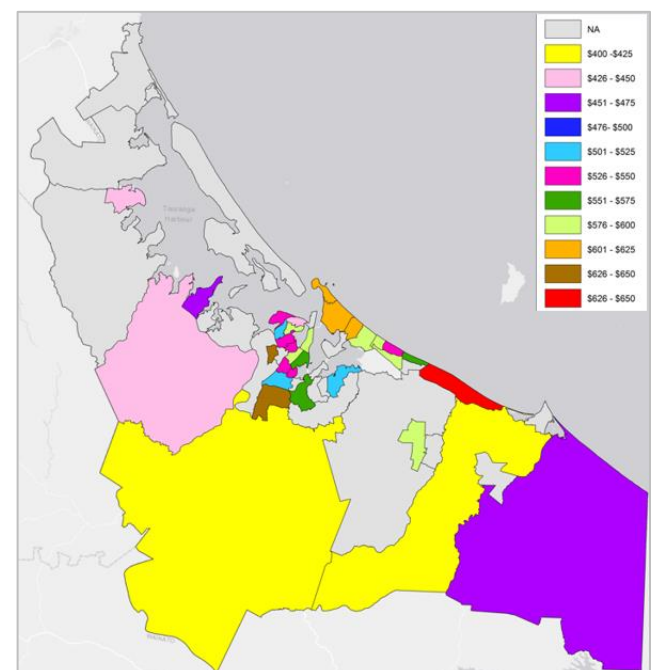 NA
$400 -$425
$426 - $450
$451 - $475
$476- $500
$501 - $525
$526 - $550
$551 - $575
$576 - $600
$601 - $625
$626 - $650
$626 - $650
Tauranga
Harbour
WAIKATO